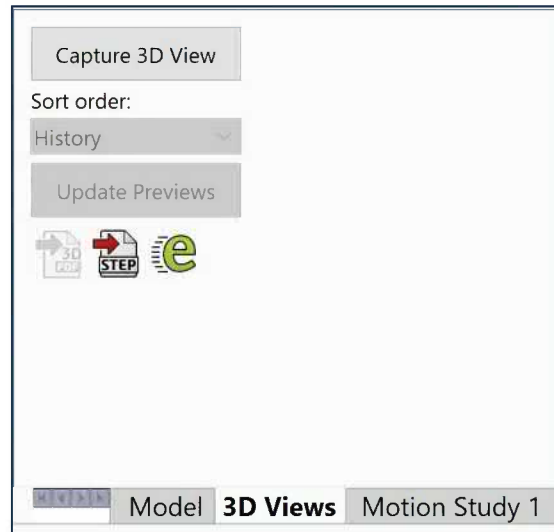 Capture 3D View
Sort order:
History
Update Previews
3D PDF
STEP
e
Model 3D Views Motion Study 1